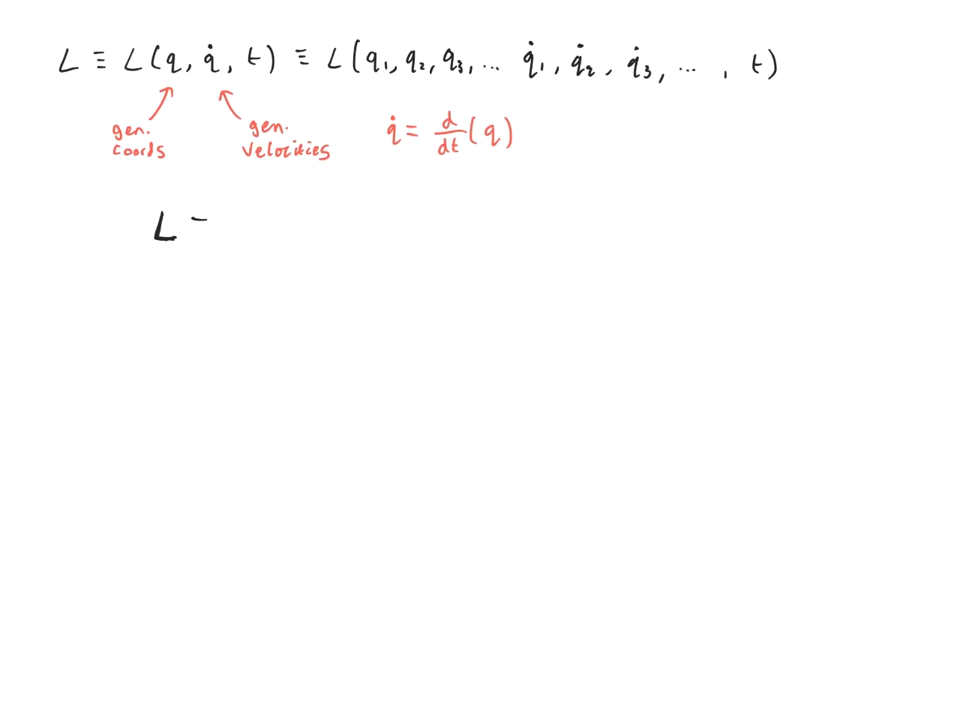 L ≡ L(q, q̇, t) ≡ L(q₁, q₂, q₃, ... q̇₁, q̇₂, q̇₃, ... , t)
gen. coords
gen. velocities
q̇ = d/dt (q)
L =